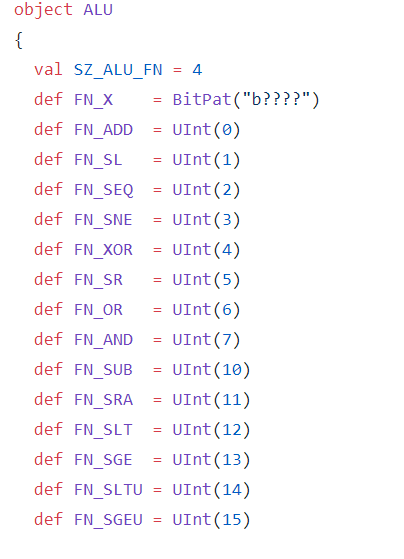 object ALU
{
  val SZ_ALU_FN = 4
  def FN_X    = BitPat("b????")
  def FN_ADD  = UInt(0)
  def FN_SL   = UInt(1)
  def FN_SEQ  = UInt(2)
  def FN_SNE  = UInt(3)
  def FN_XOR  = UInt(4)
  def FN_SR   = UInt(5)
  def FN_OR   = UInt(6)
  def FN_AND  = UInt(7)
  def FN_SUB  = UInt(10)
  def FN_SRA  = UInt(11)
  def FN_SLT  = UInt(12)
  def FN_SGE  = UInt(13)
  def FN_SLTU = UInt(14)
  def FN_SGEU = UInt(15)